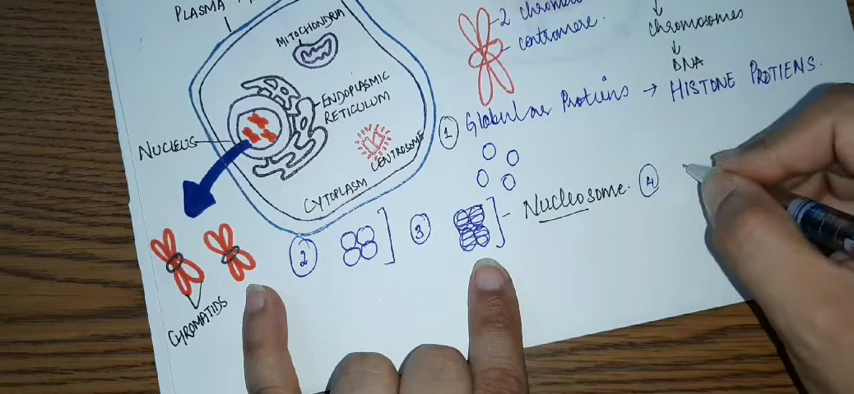 PLASMA
MITOCHONDRIA
ENDOPLASMIC
RETICULUM
NUCLEUS
CENTROSOME
CYTOPLASM
CHROMATIDS
2
centromere.
↓
chromosomes
↓
DNA
1 Globular Protiens → HISTONE PROTIENS.
2 3 Nucleosome. 4